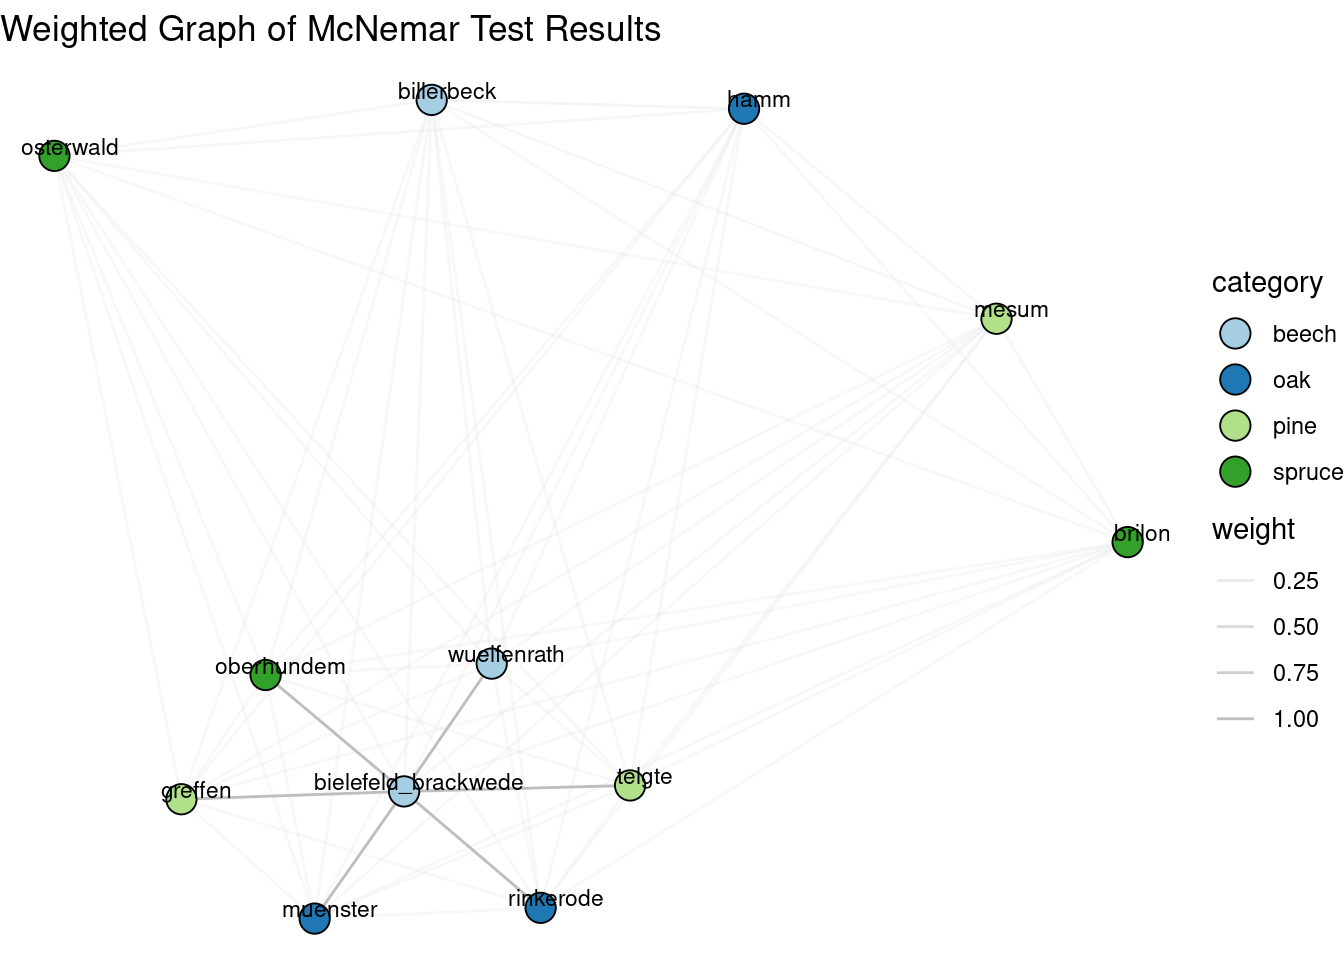 Weighted Graph of McNemar Test Results
billerbeck
hamm
osterwald
mesum
brilon
oberhundem
wuelfenrath
greffen
bielefeld_brackwede
telgte
muenster
rinkerode
category
beech
oak
pine
spruce
weight
0.25
0.50
0.75
1.00